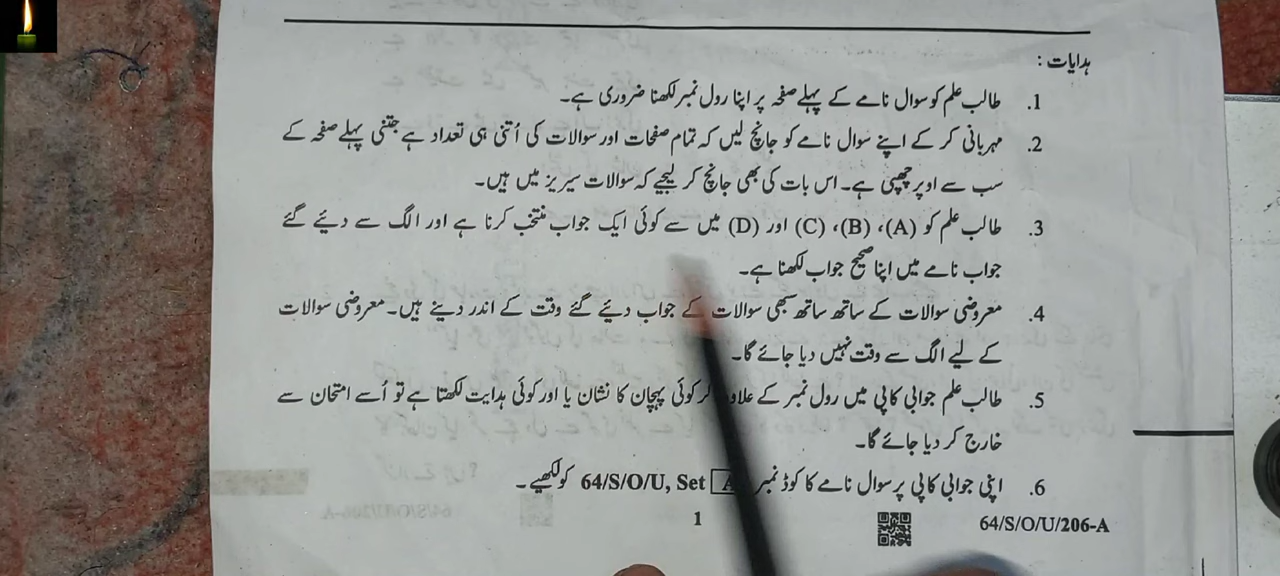 ہدایات :
1. طالب علم کو سوال نامے کے پہلے صفحہ پر اپنا رول نمبر لکھنا ضروری ہے۔
2. مہربانی کر کے اپنے سوال نامے کو جانچ لیں کہ تمام صفحات اور سوالات کی اُتنی ہی تعداد ہے جتنی پہلے صفحہ کے
سب سے اوپر چھپی ہے۔ اس بات کی بھی جانچ کر لیجیے کہ سوالات سیریز میں ہیں۔
3. طالب علم کو (A)، (B)، (C) اور (D) میں سے کوئی ایک جواب منتخب کرنا ہے اور الگ سے دیئے گئے
جواب نامے میں اپنا صحیح جواب لکھنا ہے۔
4. معروضی سوالات کے ساتھ ساتھ سبھی سوالات کے جواب دیئے گئے وقت کے اندر دینے ہیں۔ معروضی سوالات
کے لیے الگ سے وقت نہیں دیا جائے گا۔
5. طالب علم جوابی کاپی میں رول نمبر کے کوئی پہچان کا نشان یا اور کوئی ہدایت لکھتا ہے تو اُسے امتحان سے
خارج کر دیا جائے گا۔
6. اپنی جوابی کاپی پر سوال نامے کا کوڈ نمبر 64/S/O/U, Set A کو لکھیے۔
64/S/O/U/206-A
1